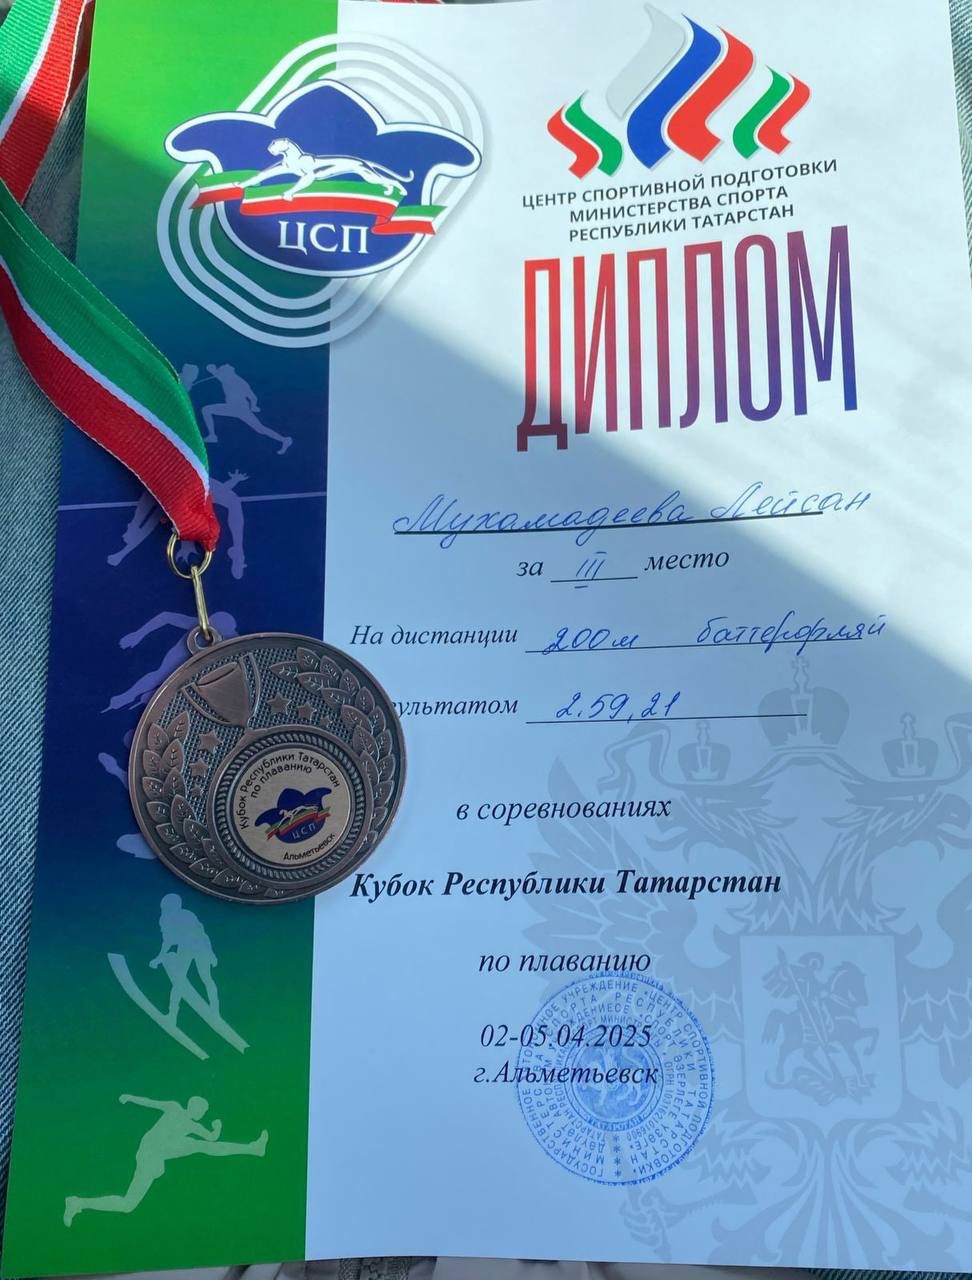 ЦСП
ЦЕНТР СПОРТИВНОЙ ПОДГОТОВКИ
МИНИСТЕРСТВА СПОРТА
РЕСПУБЛИКИ ТАТАРСТАН
ДИПЛОМ
Мухамадеева Лейсан
за III место
На дистанции 200м баттерфляй
зультатом 2.59,21
Кубок Республики Татарстан
по плаванию
ЦСП
Альметьевск
в соревнованиях
Кубок Республики Татарстан
по плаванию
02-05.04.2025
г.Альметьевск